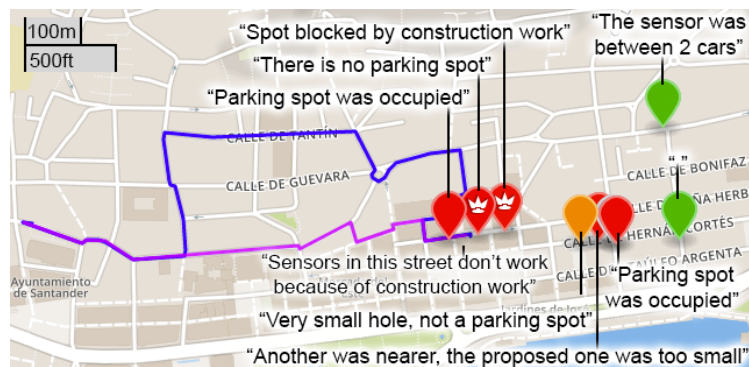 100m
500ft
“Spot blocked by construction work”
“There is no parking spot”
“Parking spot was occupied”
“The sensor was
between 2 cars”
CALLE DE TANTÍN
CALLE DE GUEVARA
CALLE DE BONIFAZ
“ ”
CALLE DE HERNÁN CORTÉS
Ayuntamiento
de Santander
“Sensors in this street don’t work
because of construction work”
“Parking spot
was occupied”
“Very small hole, not a parking spot”
“Another was nearer, the proposed one was too small”